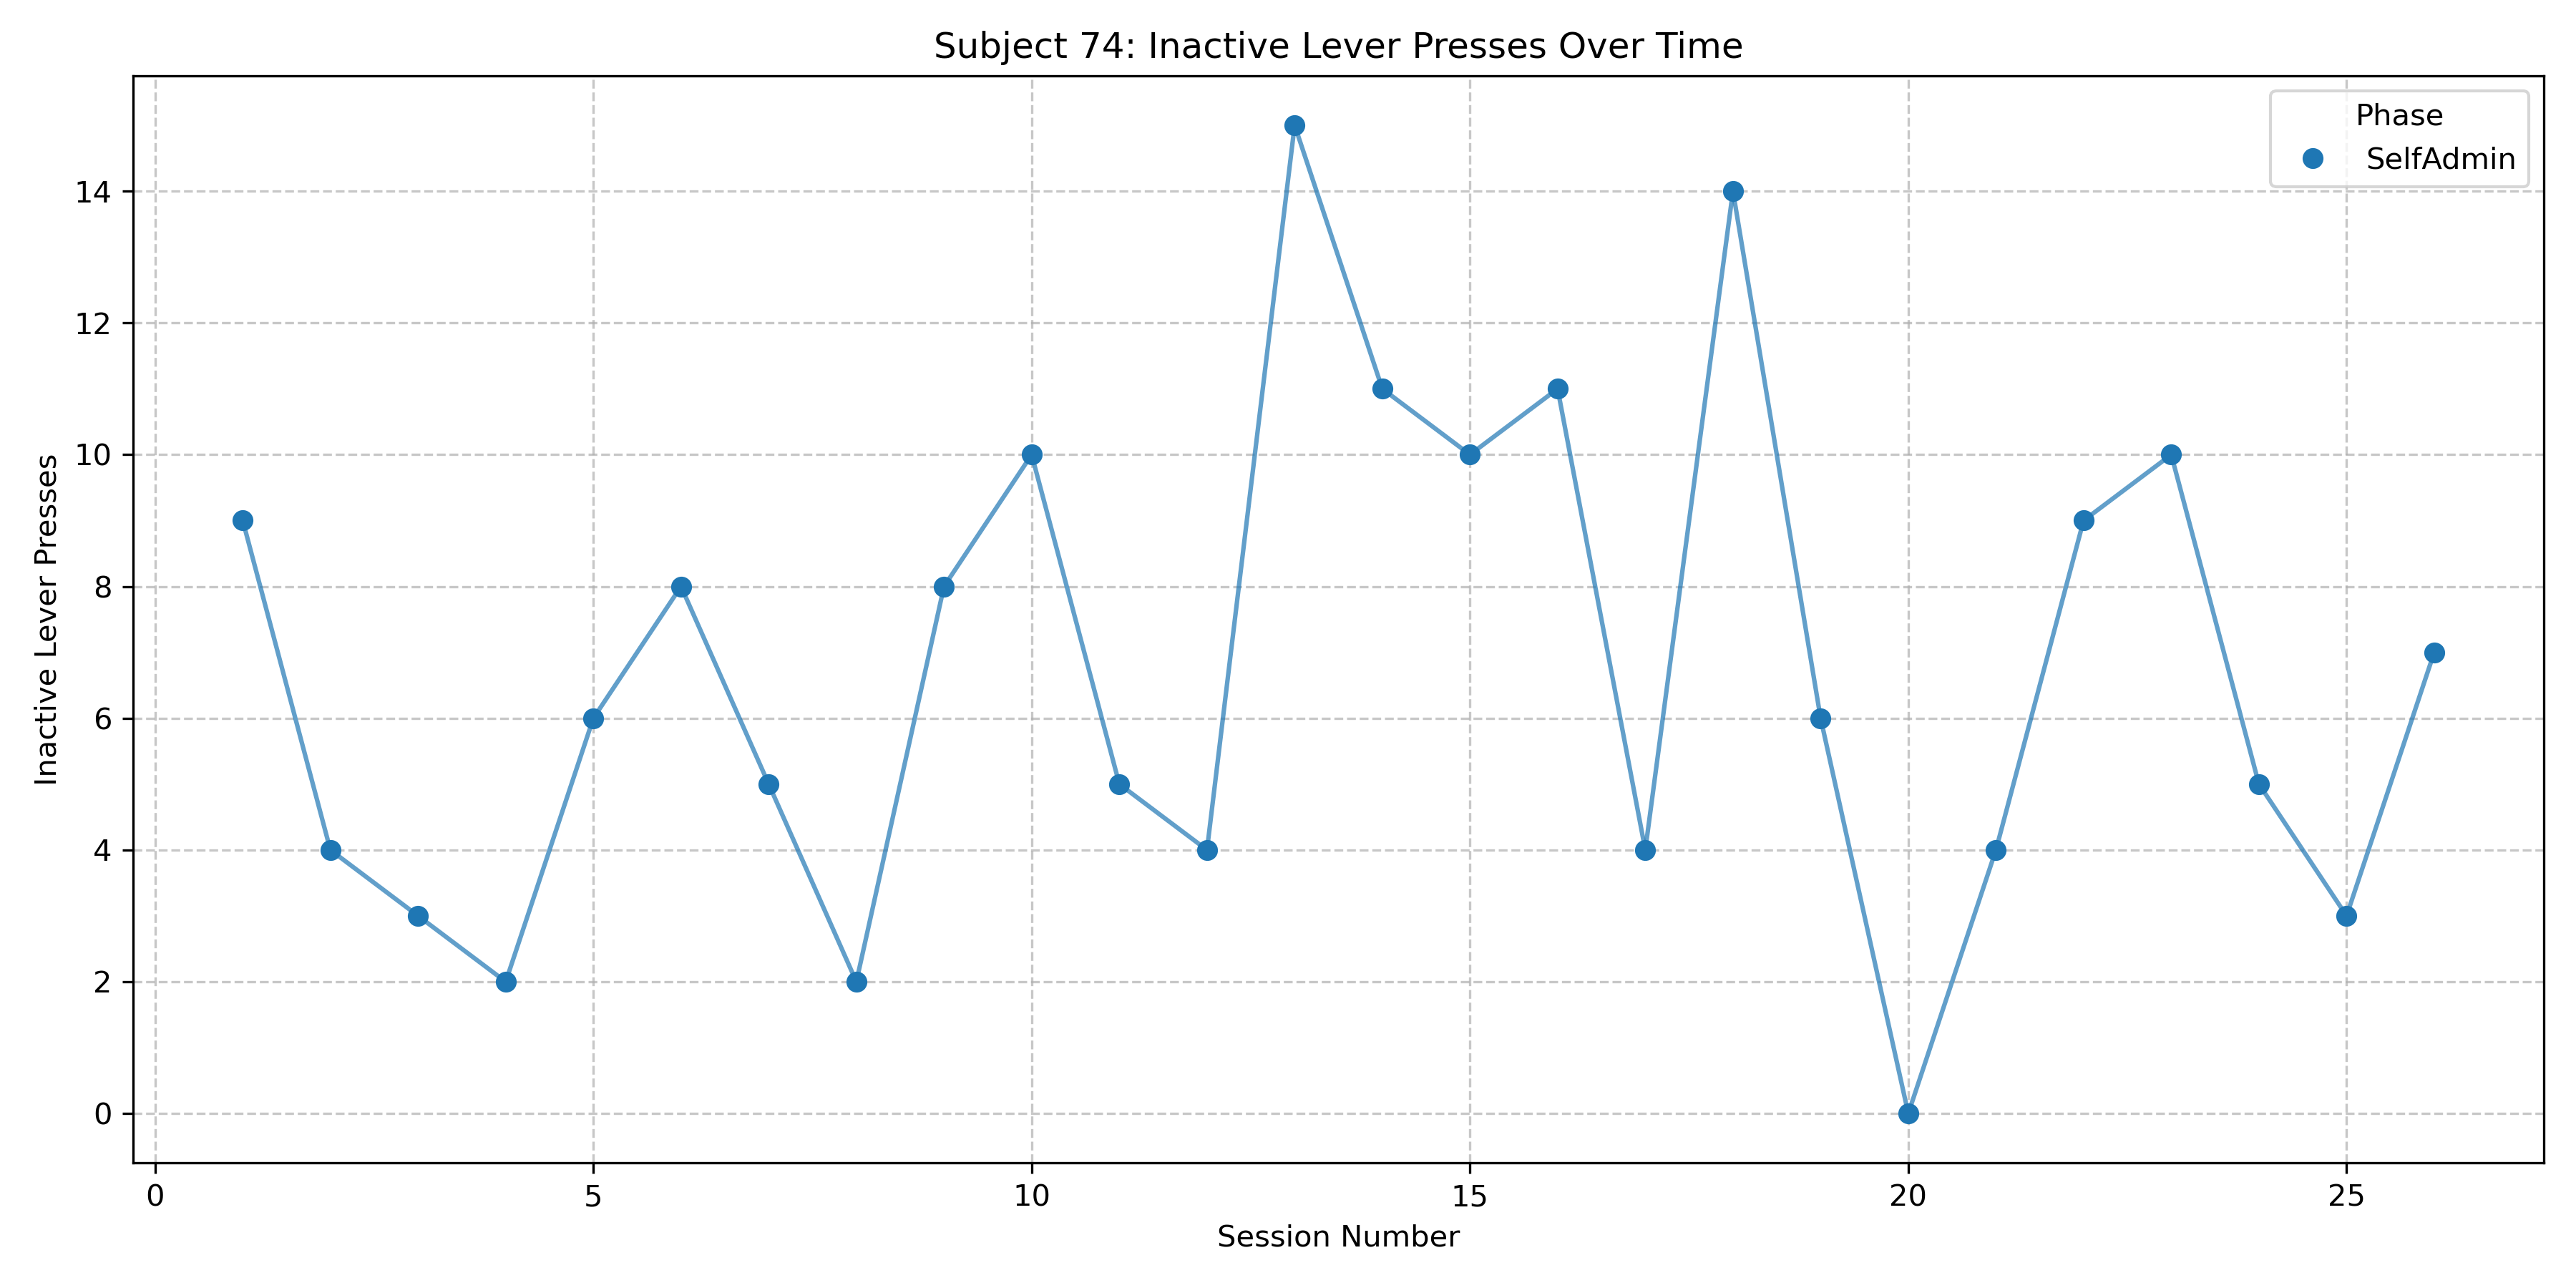 Subject 74: Inactive Lever Presses Over Time
Phase
SelfAdmin
Inactive Lever Presses
14
12
10
8
6
4
2
0
0 5 10 15 20 25
Session Number